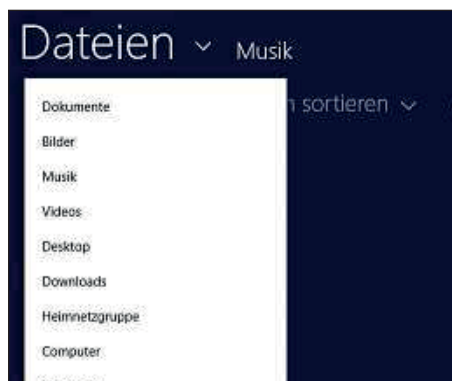 Dateien Musik
n sortieren
Dokumente
Bilder
Musik
Videos
Desktop
Downloads
Heimnetzgruppe
Computer